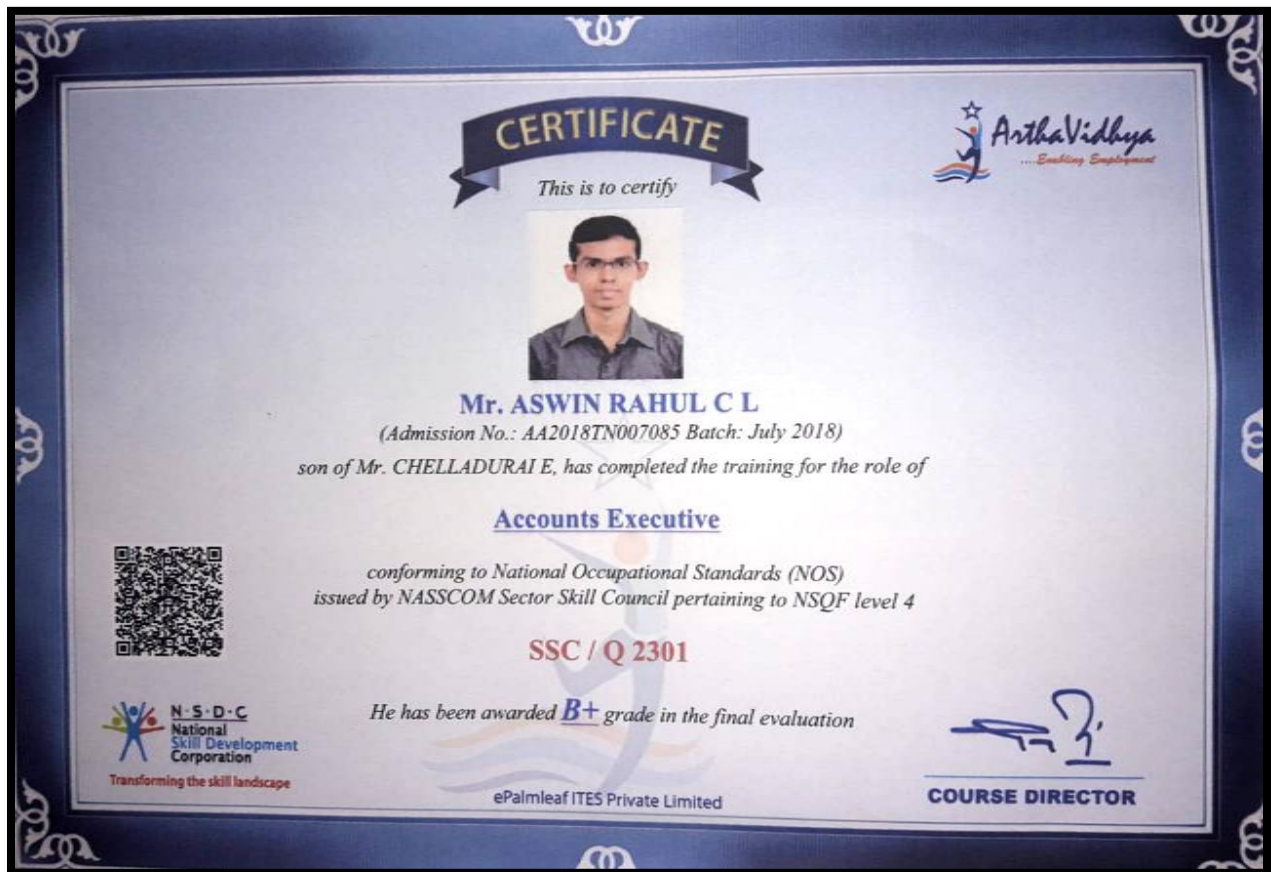 CERTIFICATE
ArthaVidhya
....Enabling Employment
This is to certify
Mr. ASWIN RAHUL C L
(Admission No.: AA2018TN007085 Batch: July 2018)
son of Mr. CHELLADURAI E, has completed the training for the role of
Accounts Executive
conforming to National Occupational Standards (NOS)
issued by NASSCOM Sector Skill Council pertaining to NSQF level 4
SSC / Q 2301
He has been awarded B+ grade in the final evaluation
N·S·D·C
National
Skill Development
Corporation
Transforming the skill landscape
ePalmleaf ITES Private Limited
COURSE DIRECTOR